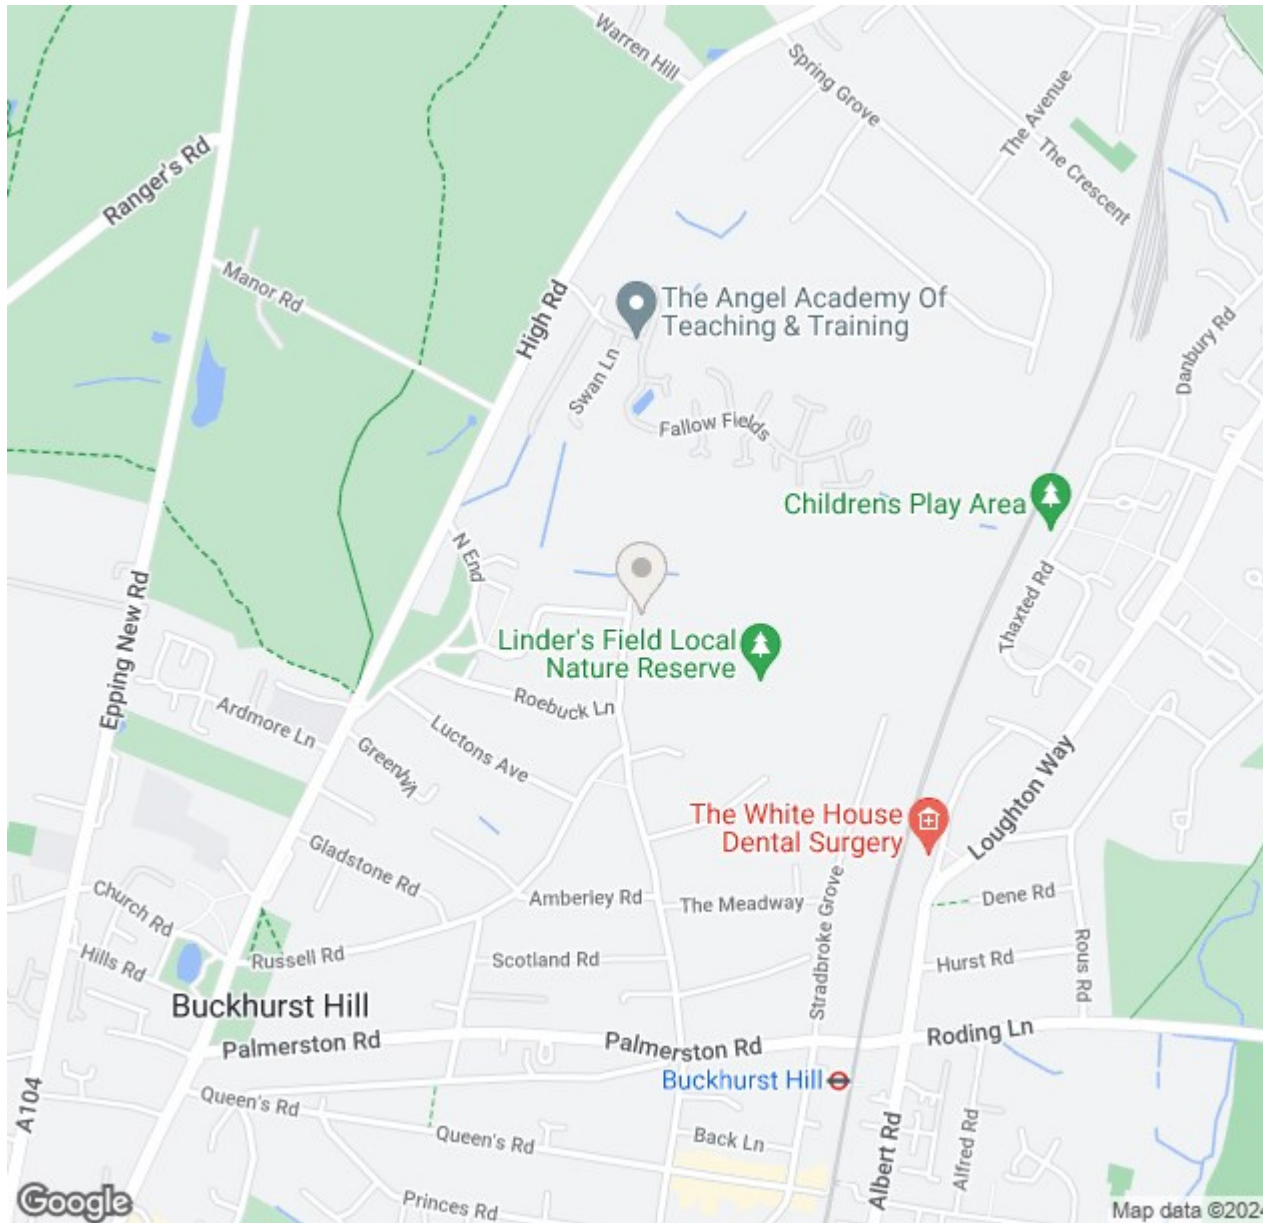 Warren Hill
Spring Grove
The Avenue
The Crescent
Ranger's Rd
Manor Rd
High Rd
The Angel Academy Of
Teaching & Training
Swan Ln
Fallow Fields
Danbury Rd
Childrens Play Area
N End
Epping New Rd
Thaxted Rd
Linder's Field Local
Nature Reserve
Roebuck Ln
Ardmore Ln
Luctons Ave
Greenhill
Loughton Way
The White House
Dental Surgery
Gladstone Rd
Church Rd
Amberley Rd
The Meadway
Dene Rd
Stradbroke Grove
Hills Rd
Russell Rd
Scotland Rd
Hurst Rd
Rous Rd
Buckhurst Hill
Palmerston Rd
Palmerston Rd
Roding Ln
Buckhurst Hill
A104
Queen's Rd
Queen's Rd
Back Ln
Albert Rd
Alfred Rd
Princes Rd
Google
Map data ©2024